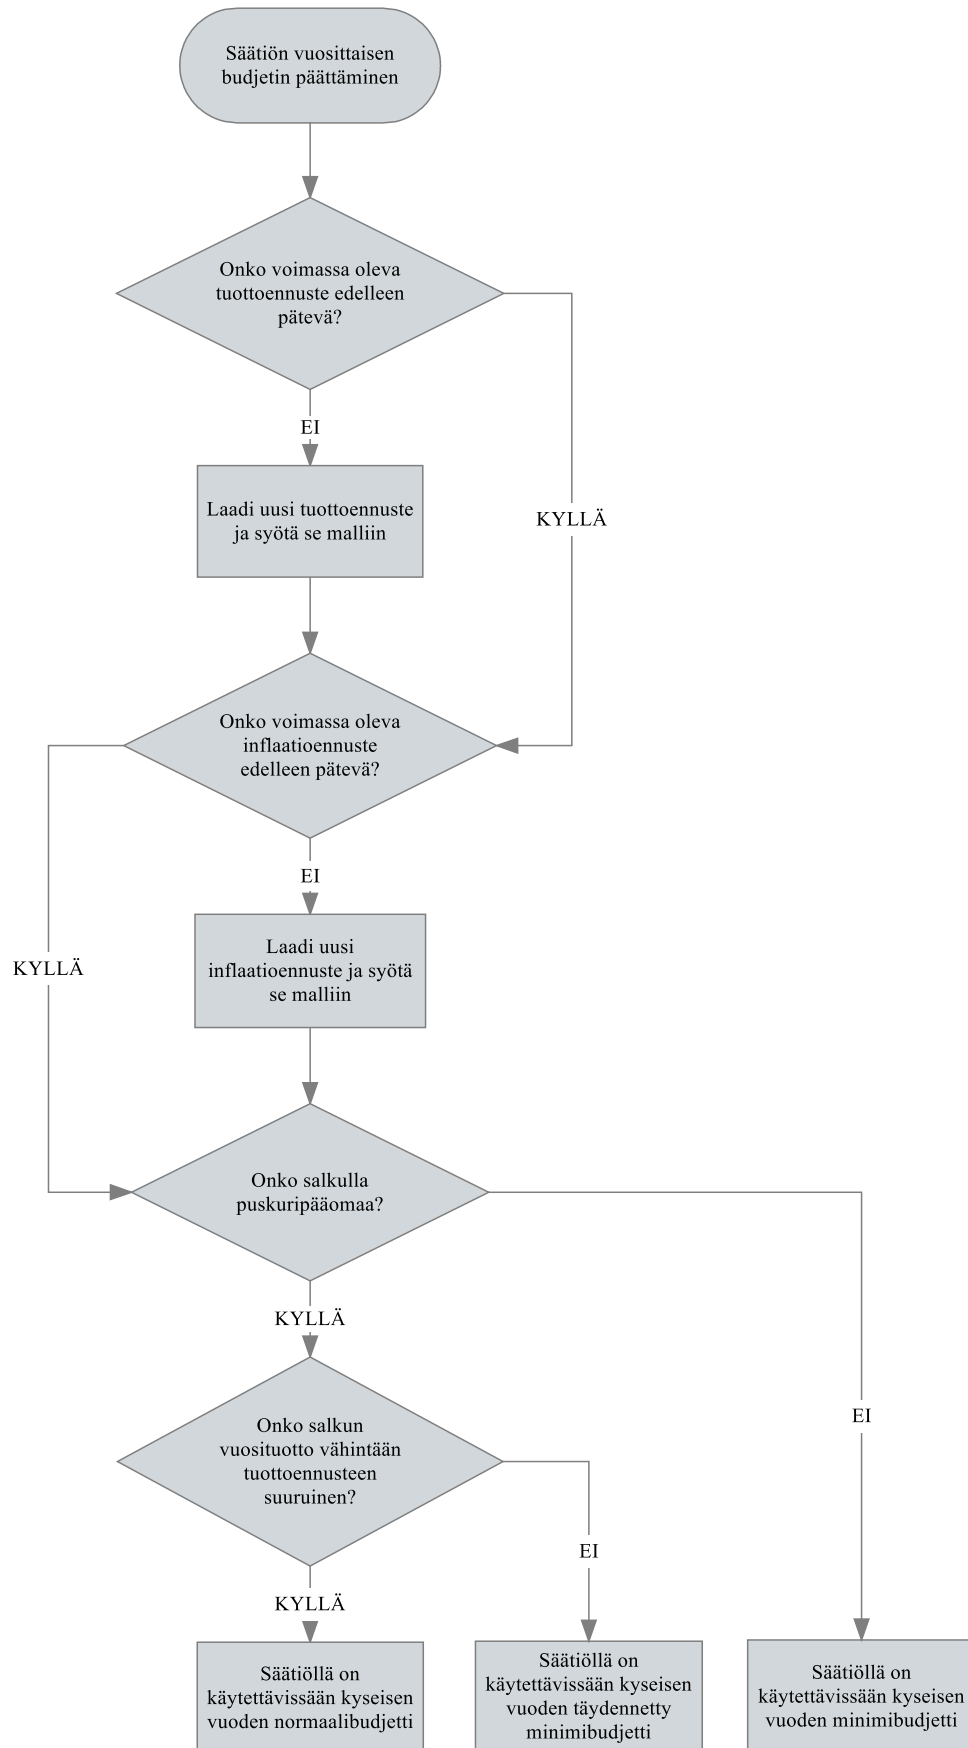 Säätiön vuosittaisen
budjetin päättäminen
Onko voimassa oleva
tuottoennuste edelleen
pätevä?
EI
Laadi uusi tuottoennuste
ja syötä se malliin
KYLLÄ
Onko voimassa oleva
inflaatioennuste
edelleen pätevä?
EI
Laadi uusi
inflaatioennuste ja syötä
se malliin
KYLLÄ
Onko salkulla
puskuripääomaa?
KYLLÄ
EI
Onko salkun
vuosituotto vähintään
tuottoennusteen
suuruinen?
EI
KYLLÄ
Säätiöllä on
käytettävissään kyseisen
vuoden normaalibudjetti
Säätiöllä on
käytettävissään kyseisen
vuoden täydennetty
minimibudjetti
Säätiöllä on
käytettävissään kyseisen
vuoden minimibudjetti